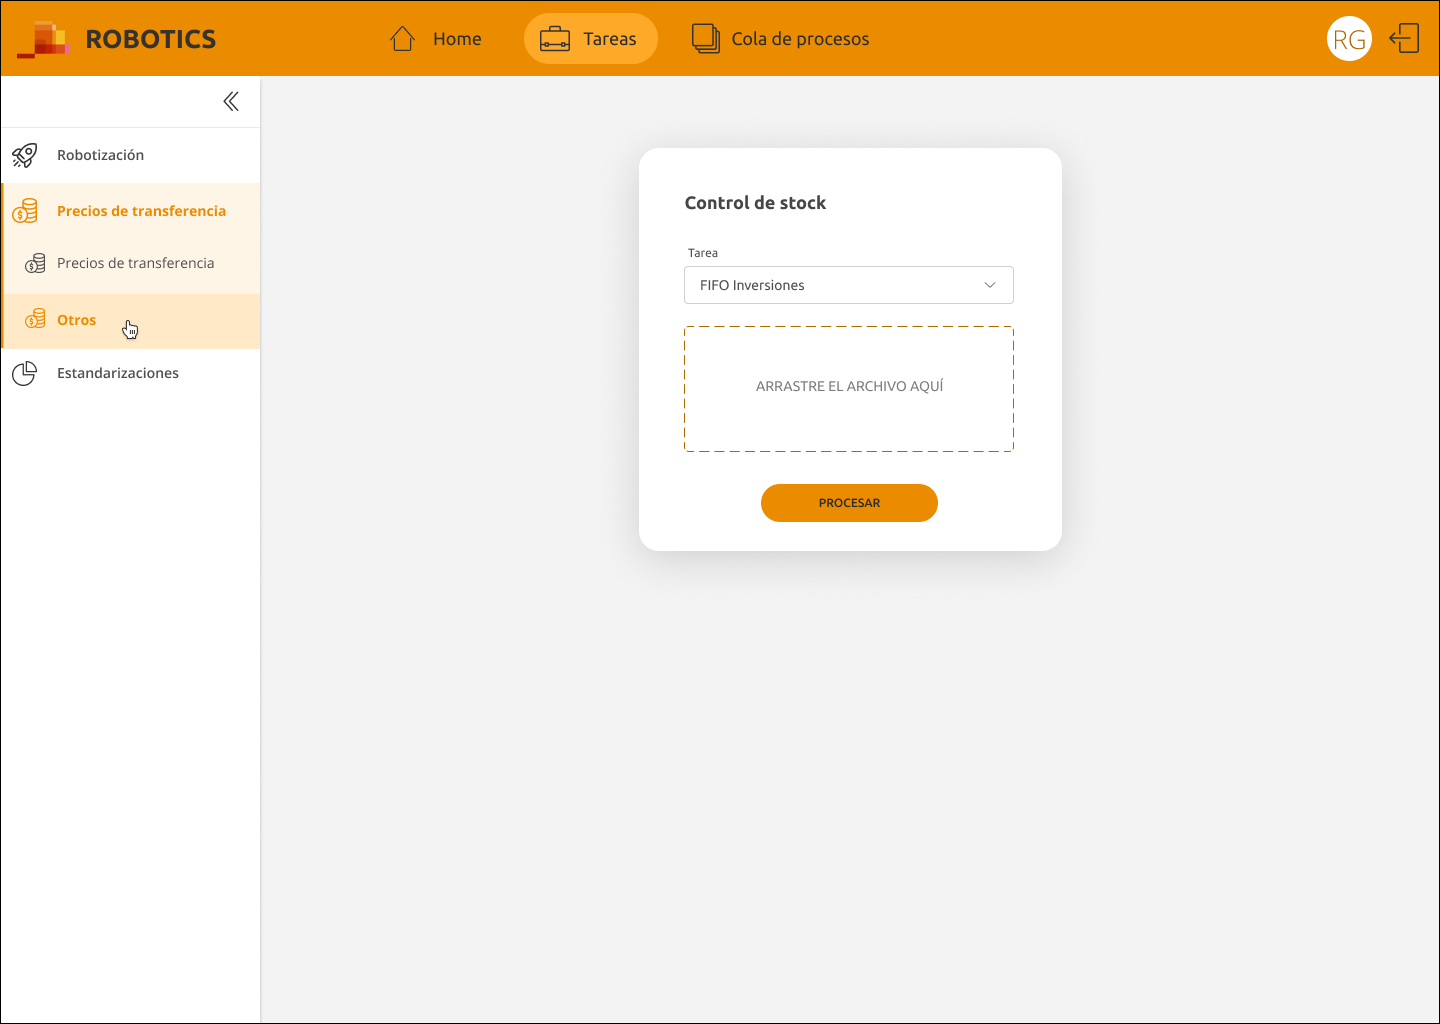 ROBOTICS
Home
Tareas
Cola de procesos
RG
Robotización
Precios de transferencia
Precios de transferencia
Otros
Estandarizaciones
Control de stock
Tarea
FIFO Inversiones
ARRASTRE EL ARCHIVO AQUÍ
PROCESAR